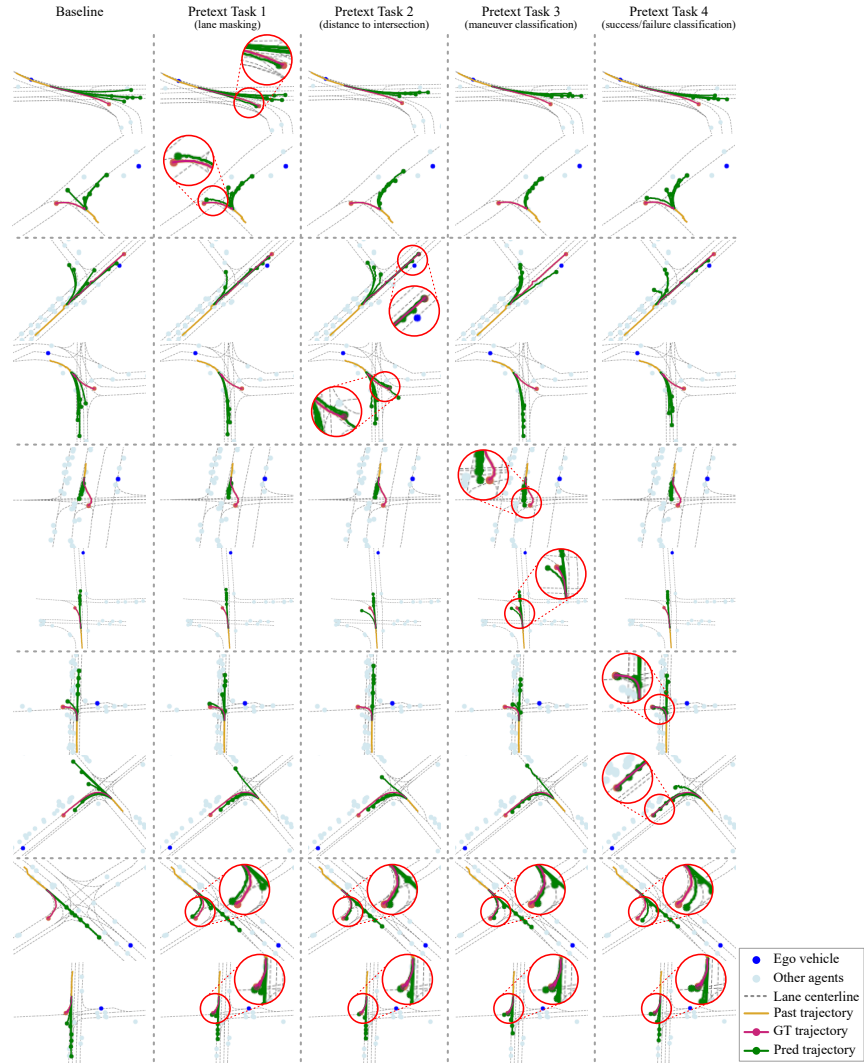 Baseline
Pretext Task 1
(lane masking)
Pretext Task 2
(distance to intersection)
Pretext Task 3
(maneuver classification)
Pretext Task 4
(success/failure classification)
Ego vehicle
Other agents
Lane centerline
Past trajectory
GT trajectory
Pred trajectory